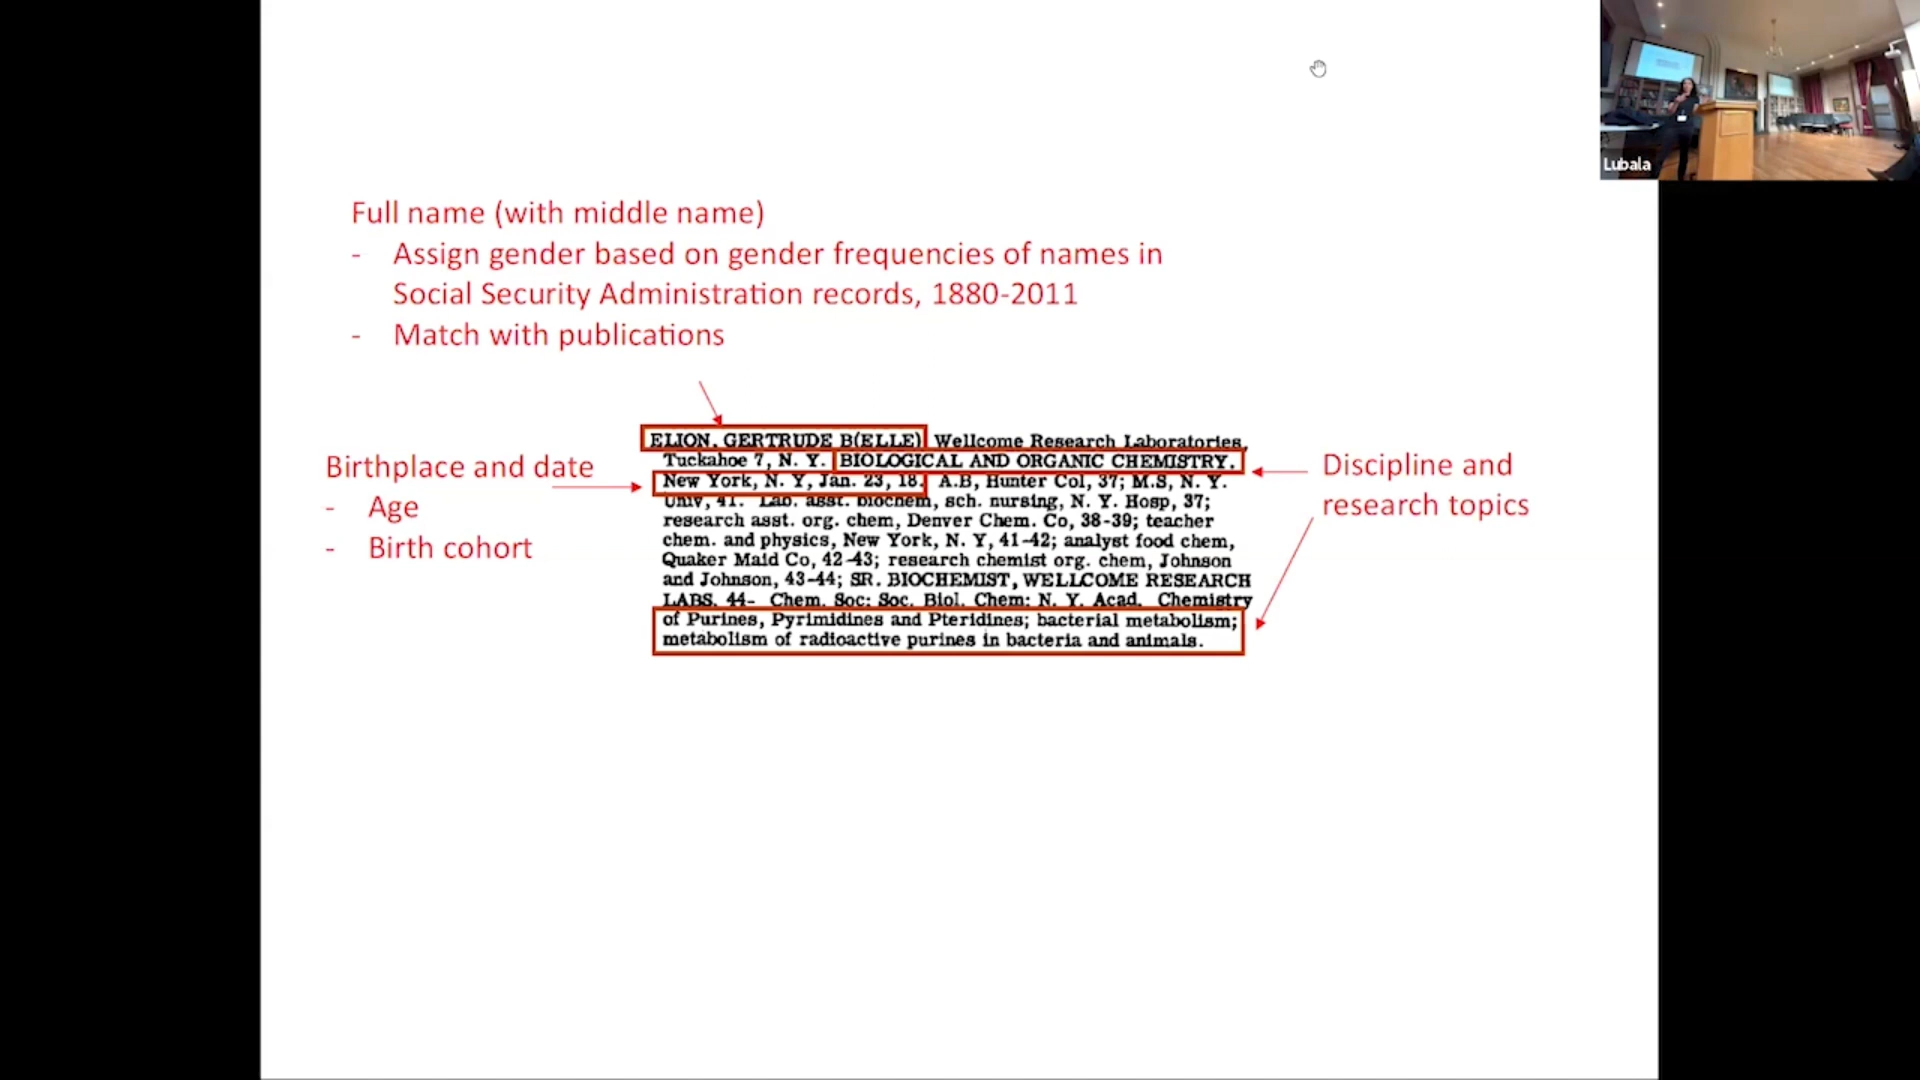 Lubala
Full name (with middle name)
- Assign gender based on gender frequencies of names in
Social Security Administration records, 1880-2011
- Match with publications
Birthplace and date
- Age
- Birth cohort
ELION, GERTRUDE B(ELLE) Wellcome Research Laboratories,
Tuckahoe 7, N. Y. BIOLOGICAL AND ORGANIC CHEMISTRY.
New York, N. Y, Jan. 23, 18. A.B, Hunter Col, 37; M.S, N. Y.
Univ, 41. Lab. asst. biochem, sch. nursing, N. Y. Hosp, 37;
research asst. org. chem, Denver Chem. Co, 38-39; teacher
chem. and physics, New York, N. Y, 41-42; analyst food chem,
Quaker Maid Co, 42-43; research chemist org. chem, Johnson
and Johnson, 43-44; SR. BIOCHEMIST, WELLCOME RESEARCH
LABS, 44- Chem. Soc; Soc. Biol. Chem; N. Y. Acad. Chemistry
of Purines, Pyrimidines and Pteridines; bacterial metabolism;
metabolism of radioactive purines in bacteria and animals.
Discipline and
research topics